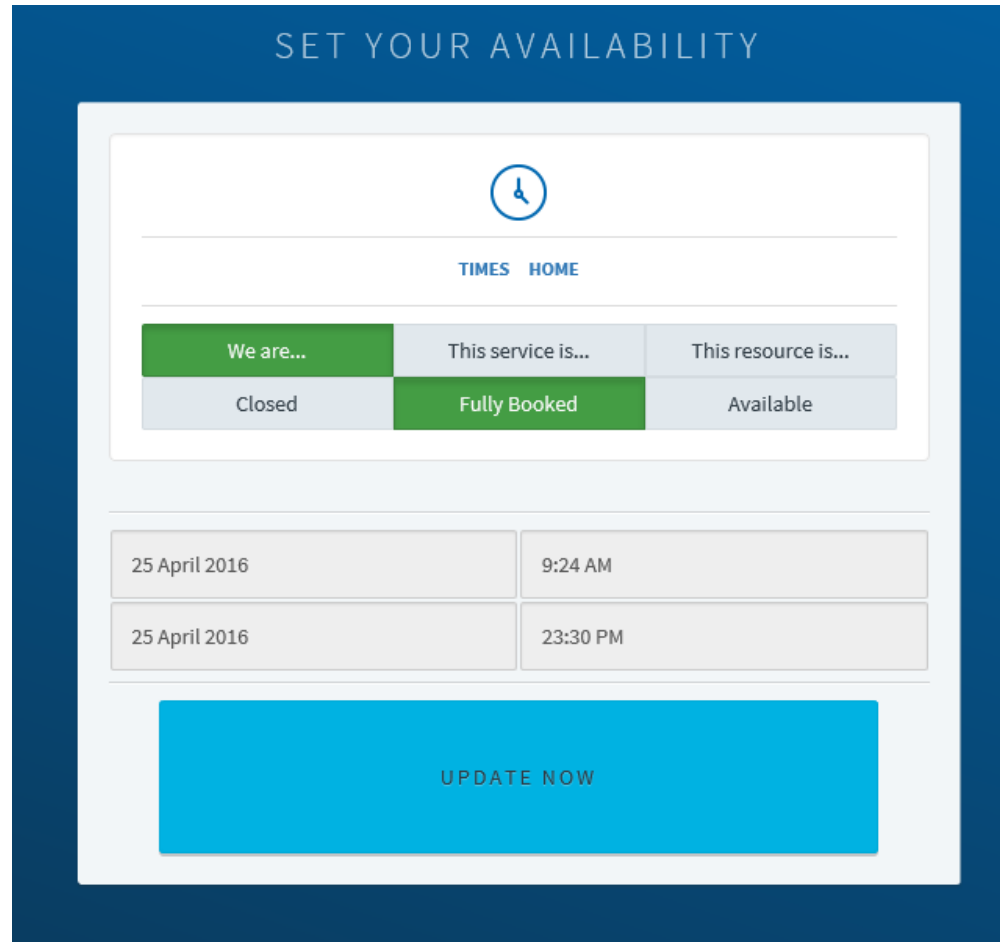 SET YOUR AVAILABILITY
TIMES HOME
We are... This service is... This resource is...
Closed Fully Booked Available
25 April 2016 9:24 AM
25 April 2016 23:30 PM
UPDATE NOW